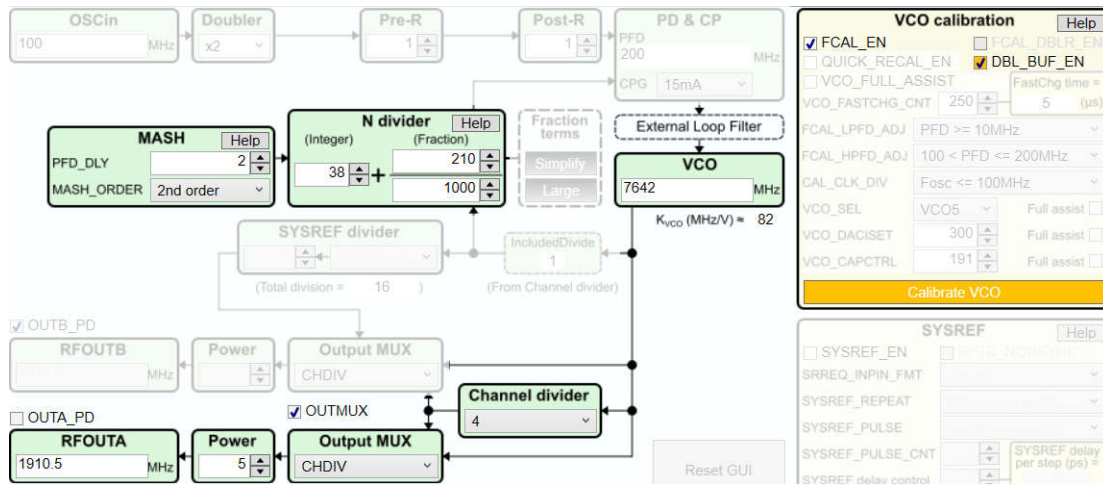 OSCin
100
MHz
Doubler
x2
Pre-R
1
Post-R
1
PD & CP
PFD
200
MHz
CPG
15mA
MASH
Help
PFD_DLY
2
MASH_ORDER
2nd order
N divider
Help
(Integer)
(Fraction)
38
+
210
1000
Fraction
terms
Simplify
Large
External Loop Filter
VCO
7642
MHz
KVCO (MHz/V) ≈ 82
SYSREF divider
(Total division = 16 )
IncludedDivide
1
(From Channel divider)
OUTB_PD
RFOUTB
MHz
Power
Output MUX
CHDIV
Channel divider
4
OUTA_PD
OUTMUX
RFOUTA
1910.5
MHz
Power
5
Output MUX
CHDIV
Reset GUI
VCO calibration
Help
FCAL_EN
FCAL_DBLR_EN
QUICK_RECAL_EN
DBL_BUF_EN
VCO_FULL_ASSIST
FastChg time =
VCO_FASTCHG_CNT
250
5
(µs)
FCAL_LPFD_ADJ
PFD >= 10MHz
FCAL_HPFD_ADJ
100 < PFD <= 200MHz
CAL_CLK_DIV
Fosc <= 100MHz
VCO_SEL
VCO5
Full assist
VCO_DACISET
300
Full assist
VCO_CAPCTRL
191
Full assist
Calibrate VCO
SYSREF
Help
SYSREF_EN
SRREQ_INPIN_FMT
SYSREF_REPEAT
SYSREF_PULSE
SYSREF_PULSE_CNT
SYSREF delay
per step (ps) =
SYSREF delay control